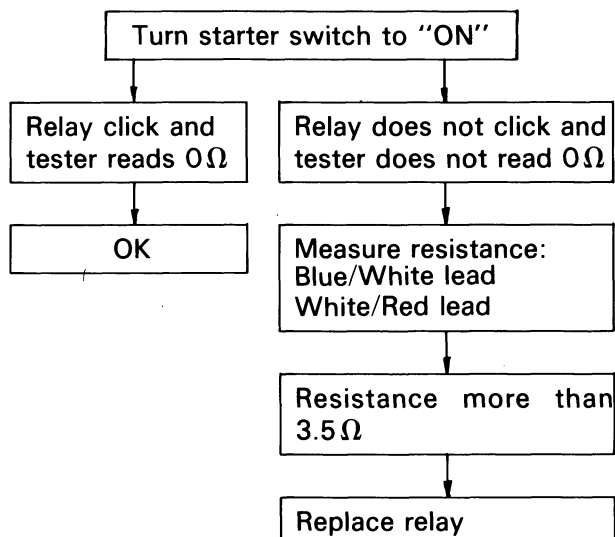 Turn starter switch to "ON"
Relay click and
tester reads 0Ω
Relay does not click and
tester does not read 0Ω
OK
Measure resistance:
Blue/White lead
White/Red lead
Resistance more than
3.5Ω
Replace relay